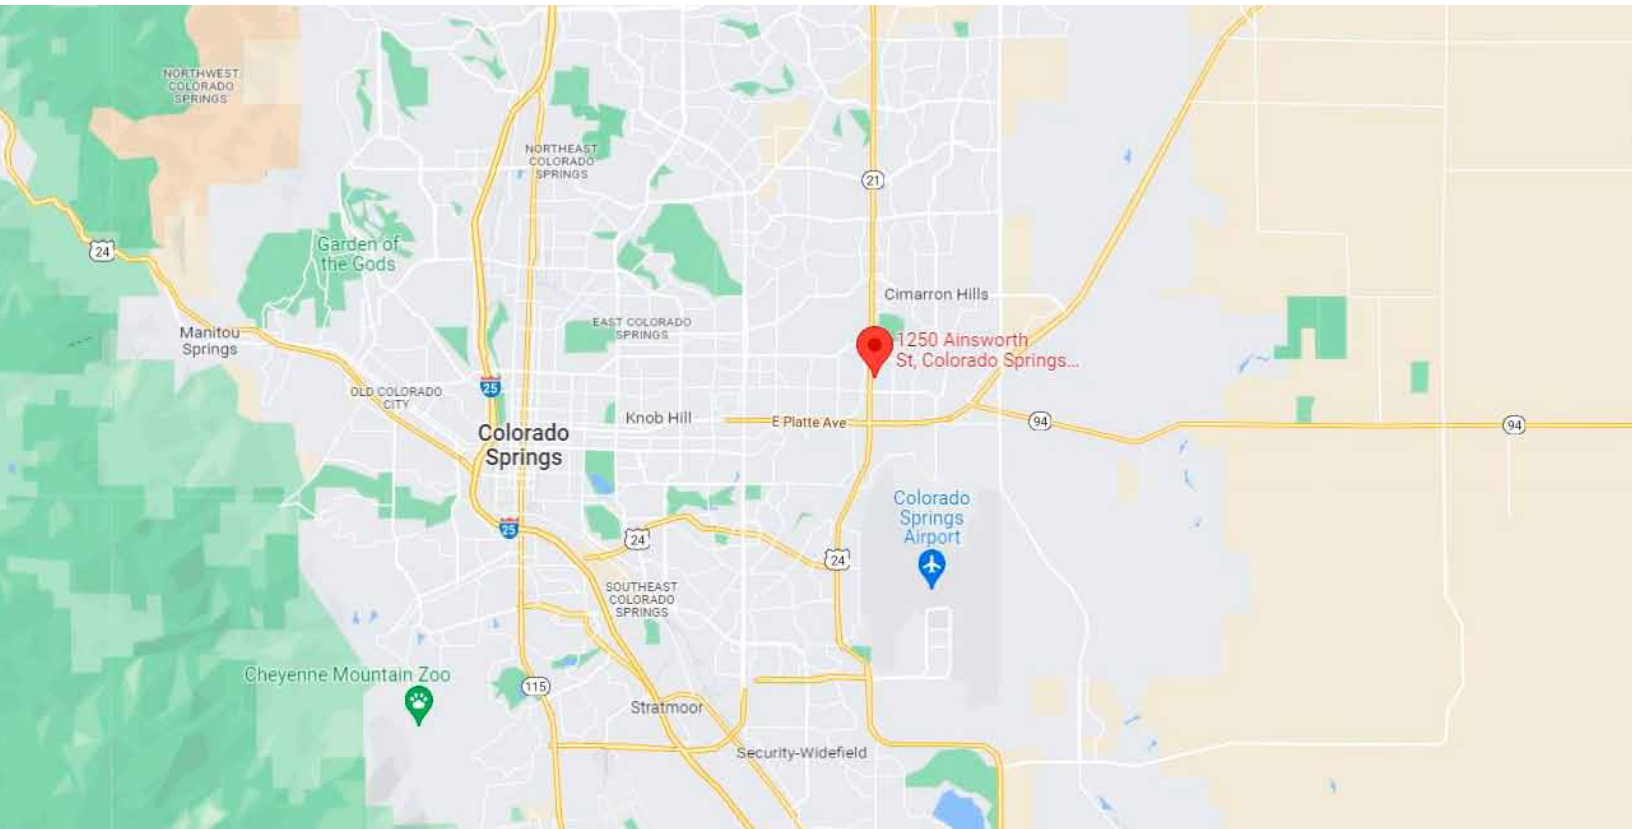 NORTHWEST
COLORADO
SPRINGS
NORTHEAST
COLORADO
SPRINGS
21
Garden of
the Gods
24
Cimarron Hills
EAST COLORADO
SPRINGS
Manitou
Springs
1250 Ainsworth
St, Colorado Springs...
25
OLD COLORADO
CITY
Knob Hill
E Platte Ave
94
94
Colorado
Springs
Colorado
Springs
Airport
25
24
24
SOUTHEAST
COLORADO
SPRINGS
Cheyenne Mountain Zoo
115
Stratmoor
Security-Widefield